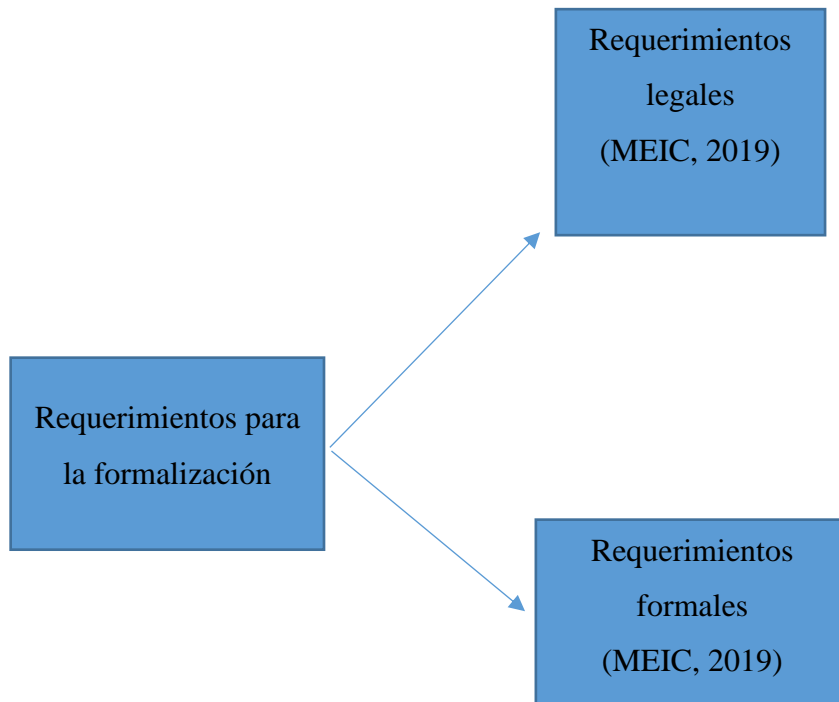 Requerimientos
legales
(MEIC, 2019)
Requerimientos para
la formalización
Requerimientos
formales
(MEIC, 2019)